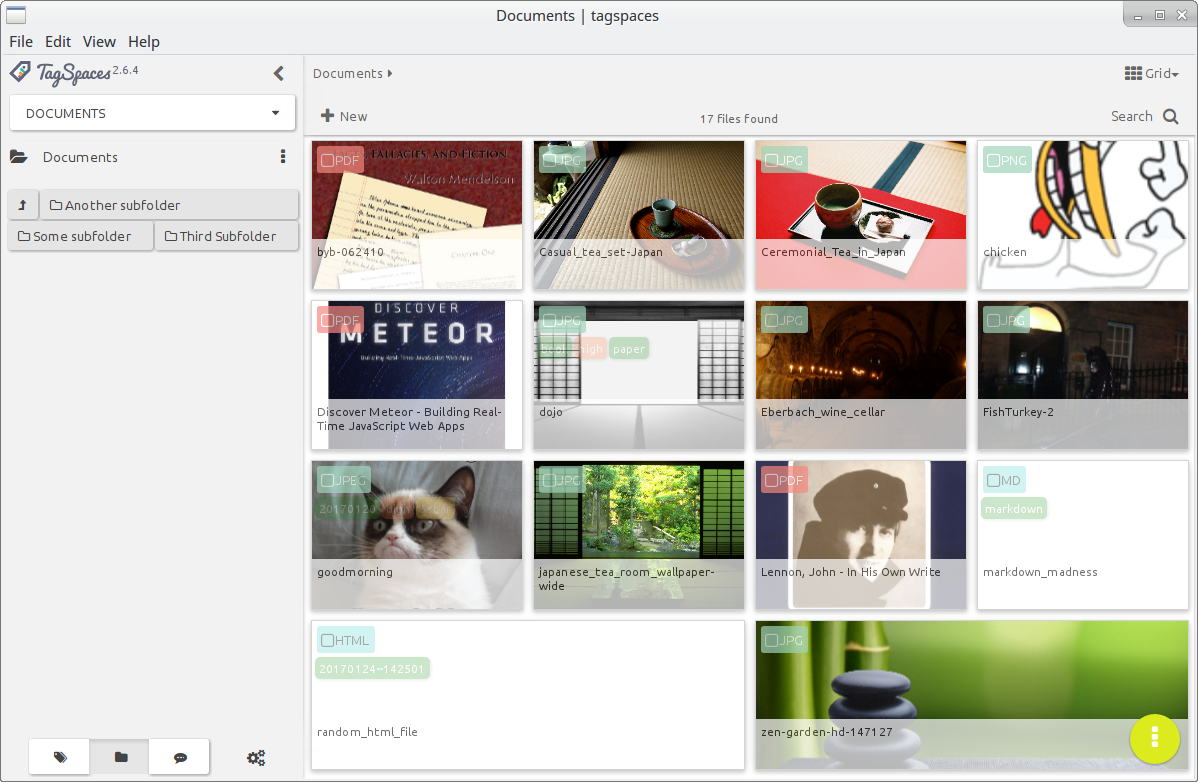 Documents | tagspaces
File Edit View Help
TagSpaces 2.6.4
Documents
Grid
DOCUMENTS
New
17 files found
Search
Documents
Another subfolder
Some subfolder
Third Subfolder
PDF
FALLACIES, AND FICTION
Walton Mendelson
byb-062410
JPG
Casual_tea_set-Japan
JPG
Ceremonial_Tea_in_Japan
PNG
chicken
PDF
DISCOVER
METEOR
Building Real-Time JavaScript Web Apps
Discover Meteor - Building Real-
Time JavaScript Web Apps
JPG
high paper
dojo
JPG
Eberbach_wine_cellar
JPG
FishTurkey-2
JPEG
20170120
goodmorning
JPG
japanese_tea_room_wallpaper-
wide
PDF
Lennon, John - In His Own Write
MD
markdown
markdown_madness
HTML
20170124~142501
random_html_file
JPG
zen-garden-hd-147127